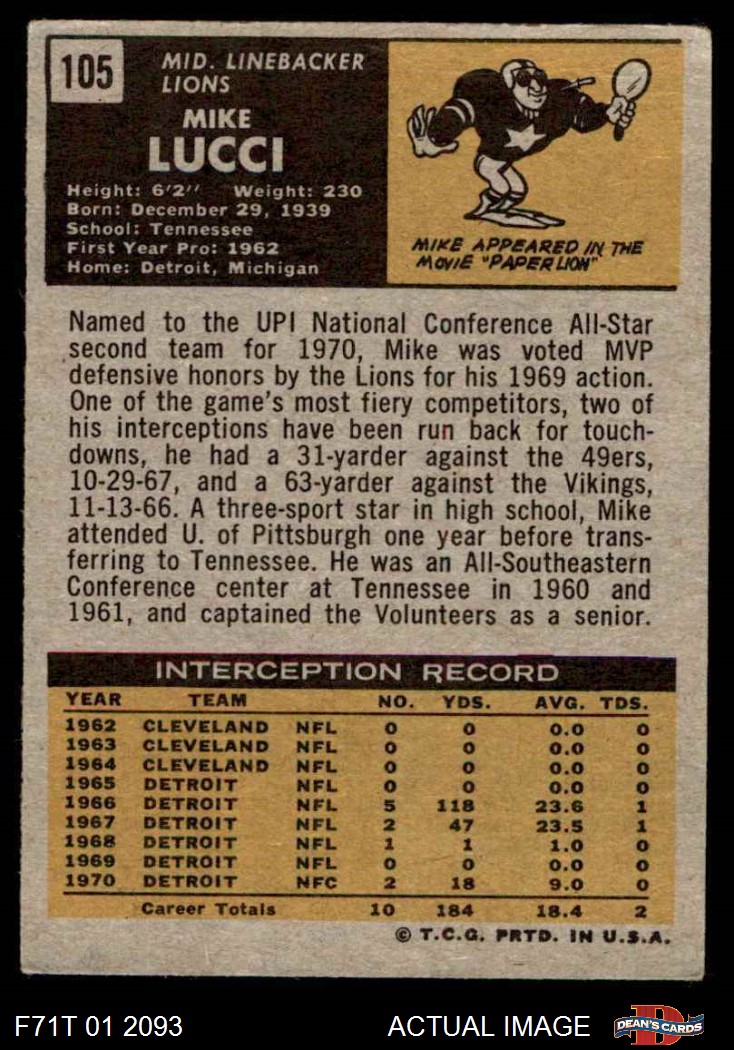 105
MID. LINEBACKER
LIONS
MIKE
LUCCI
Height: 6'2" Weight: 230
Born: December 29, 1939
School: Tennessee
First Year Pro: 1962
Home: Detroit, Michigan
MIKE APPEARED IN THE
MOVIE "PAPER LION"
Named to the UPI National Conference All-Star
second team for 1970, Mike was voted MVP
defensive honors by the Lions for his 1969 action.
One of the game's most fiery competitors, two of
his interceptions have been run back for touch-
downs, he had a 31-yarder against the 49ers,
10-29-67, and a 63-yarder against the Vikings,
11-13-66. A three-sport star in high school, Mike
attended U. of Pittsburgh one year before trans-
ferring to Tennessee. He was an All-Southeastern
Conference center at Tennessee in 1960 and
1961, and captained the Volunteers as a senior.
INTERCEPTION RECORD
YEAR TEAM NO. YDS. AVG. TDS.
1962 CLEVELAND NFL 0 0 0.0 0
1963 CLEVELAND NFL 0 0 0.0 0
1964 CLEVELAND NFL 0 0 0.0 0
1965 DETROIT NFL 0 0 0.0 0
1966 DETROIT NFL 5 118 23.6 1
1967 DETROIT NFL 2 47 23.5 1
1968 DETROIT NFL 1 1 1.0 0
1969 DETROIT NFL 0 0 0.0 0
1970 DETROIT NFC 2 18 9.0 0
Career Totals 10 184 18.4 2
© T.C.G. PRTD. IN U.S.A.
F71T 01 2093 ACTUAL IMAGE D DEAN'S CARDS